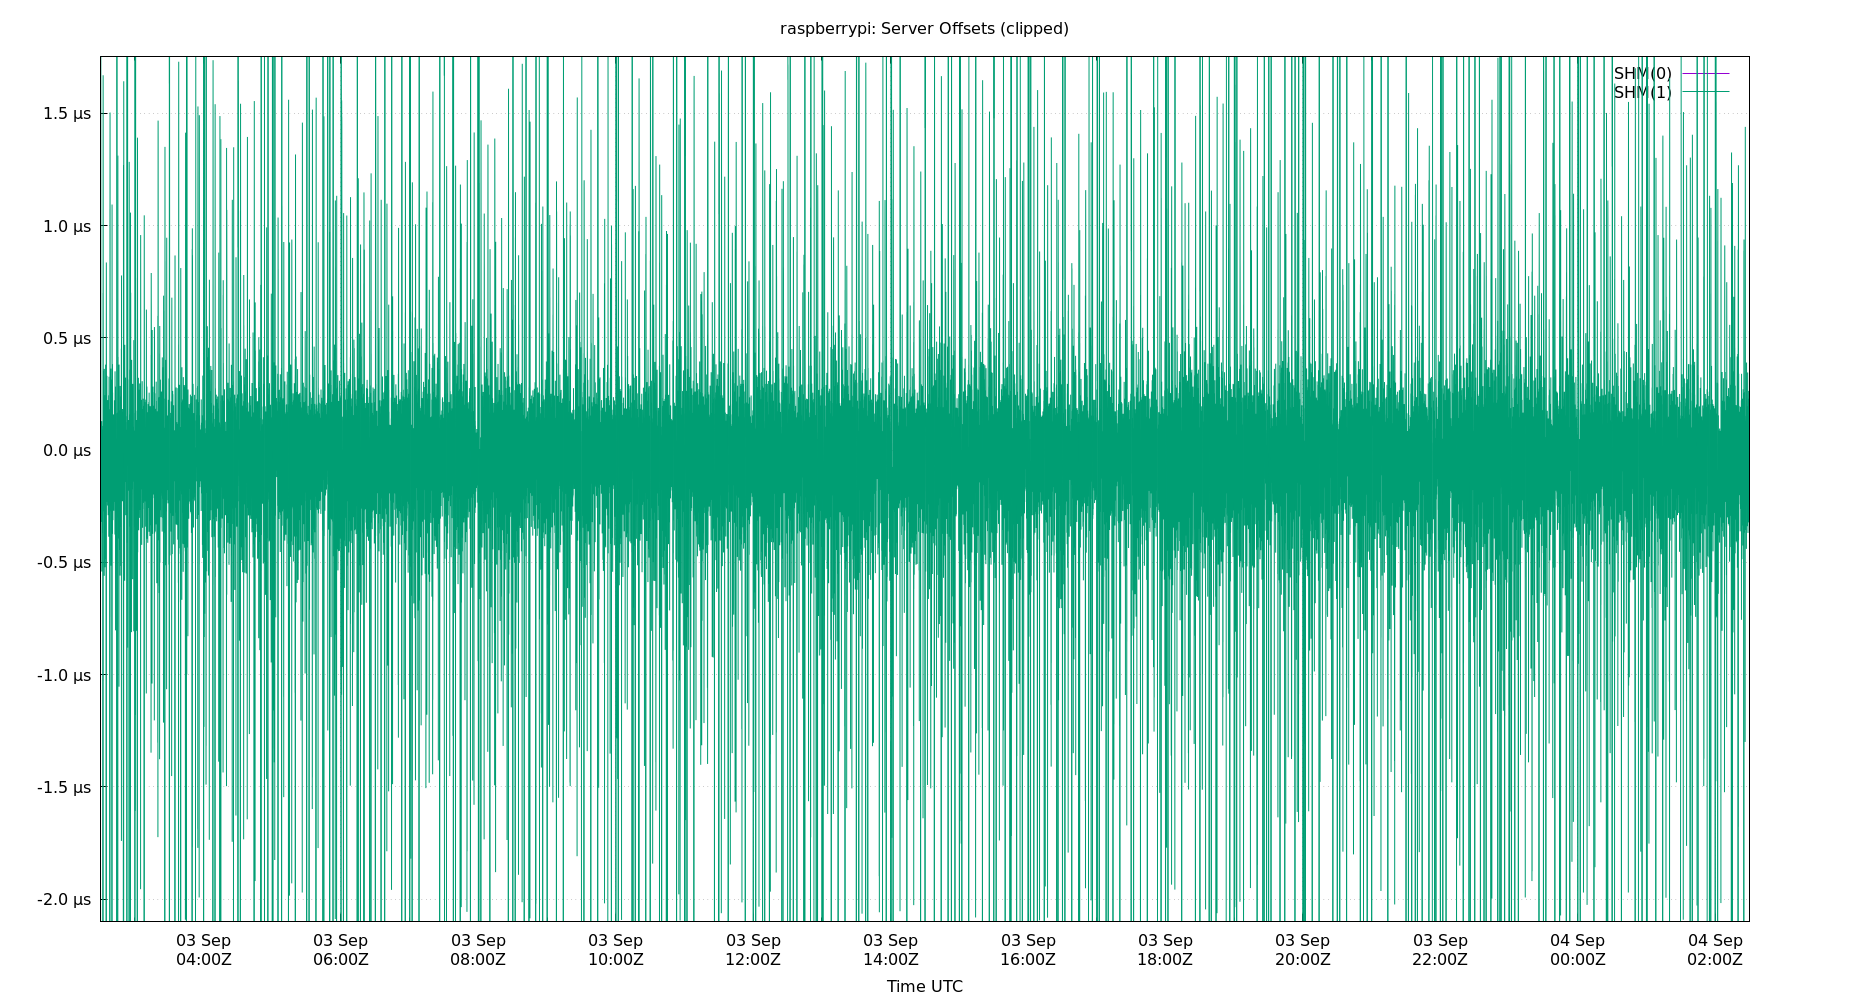 raspberrypi: Server Offsets (clipped)
SHM(0)
SHM(1)
1.5 µs
1.0 µs
0.5 µs
0.0 µs
-0.5 µs
-1.0 µs
-1.5 µs
-2.0 µs
03 Sep 03 Sep 03 Sep 03 Sep 03 Sep 03 Sep 03 Sep 03 Sep 03 Sep 03 Sep 04 Sep 04 Sep
04:00Z 06:00Z 08:00Z 10:00Z 12:00Z 14:00Z 16:00Z 18:00Z 20:00Z 22:00Z 00:00Z 02:00Z
Time UTC